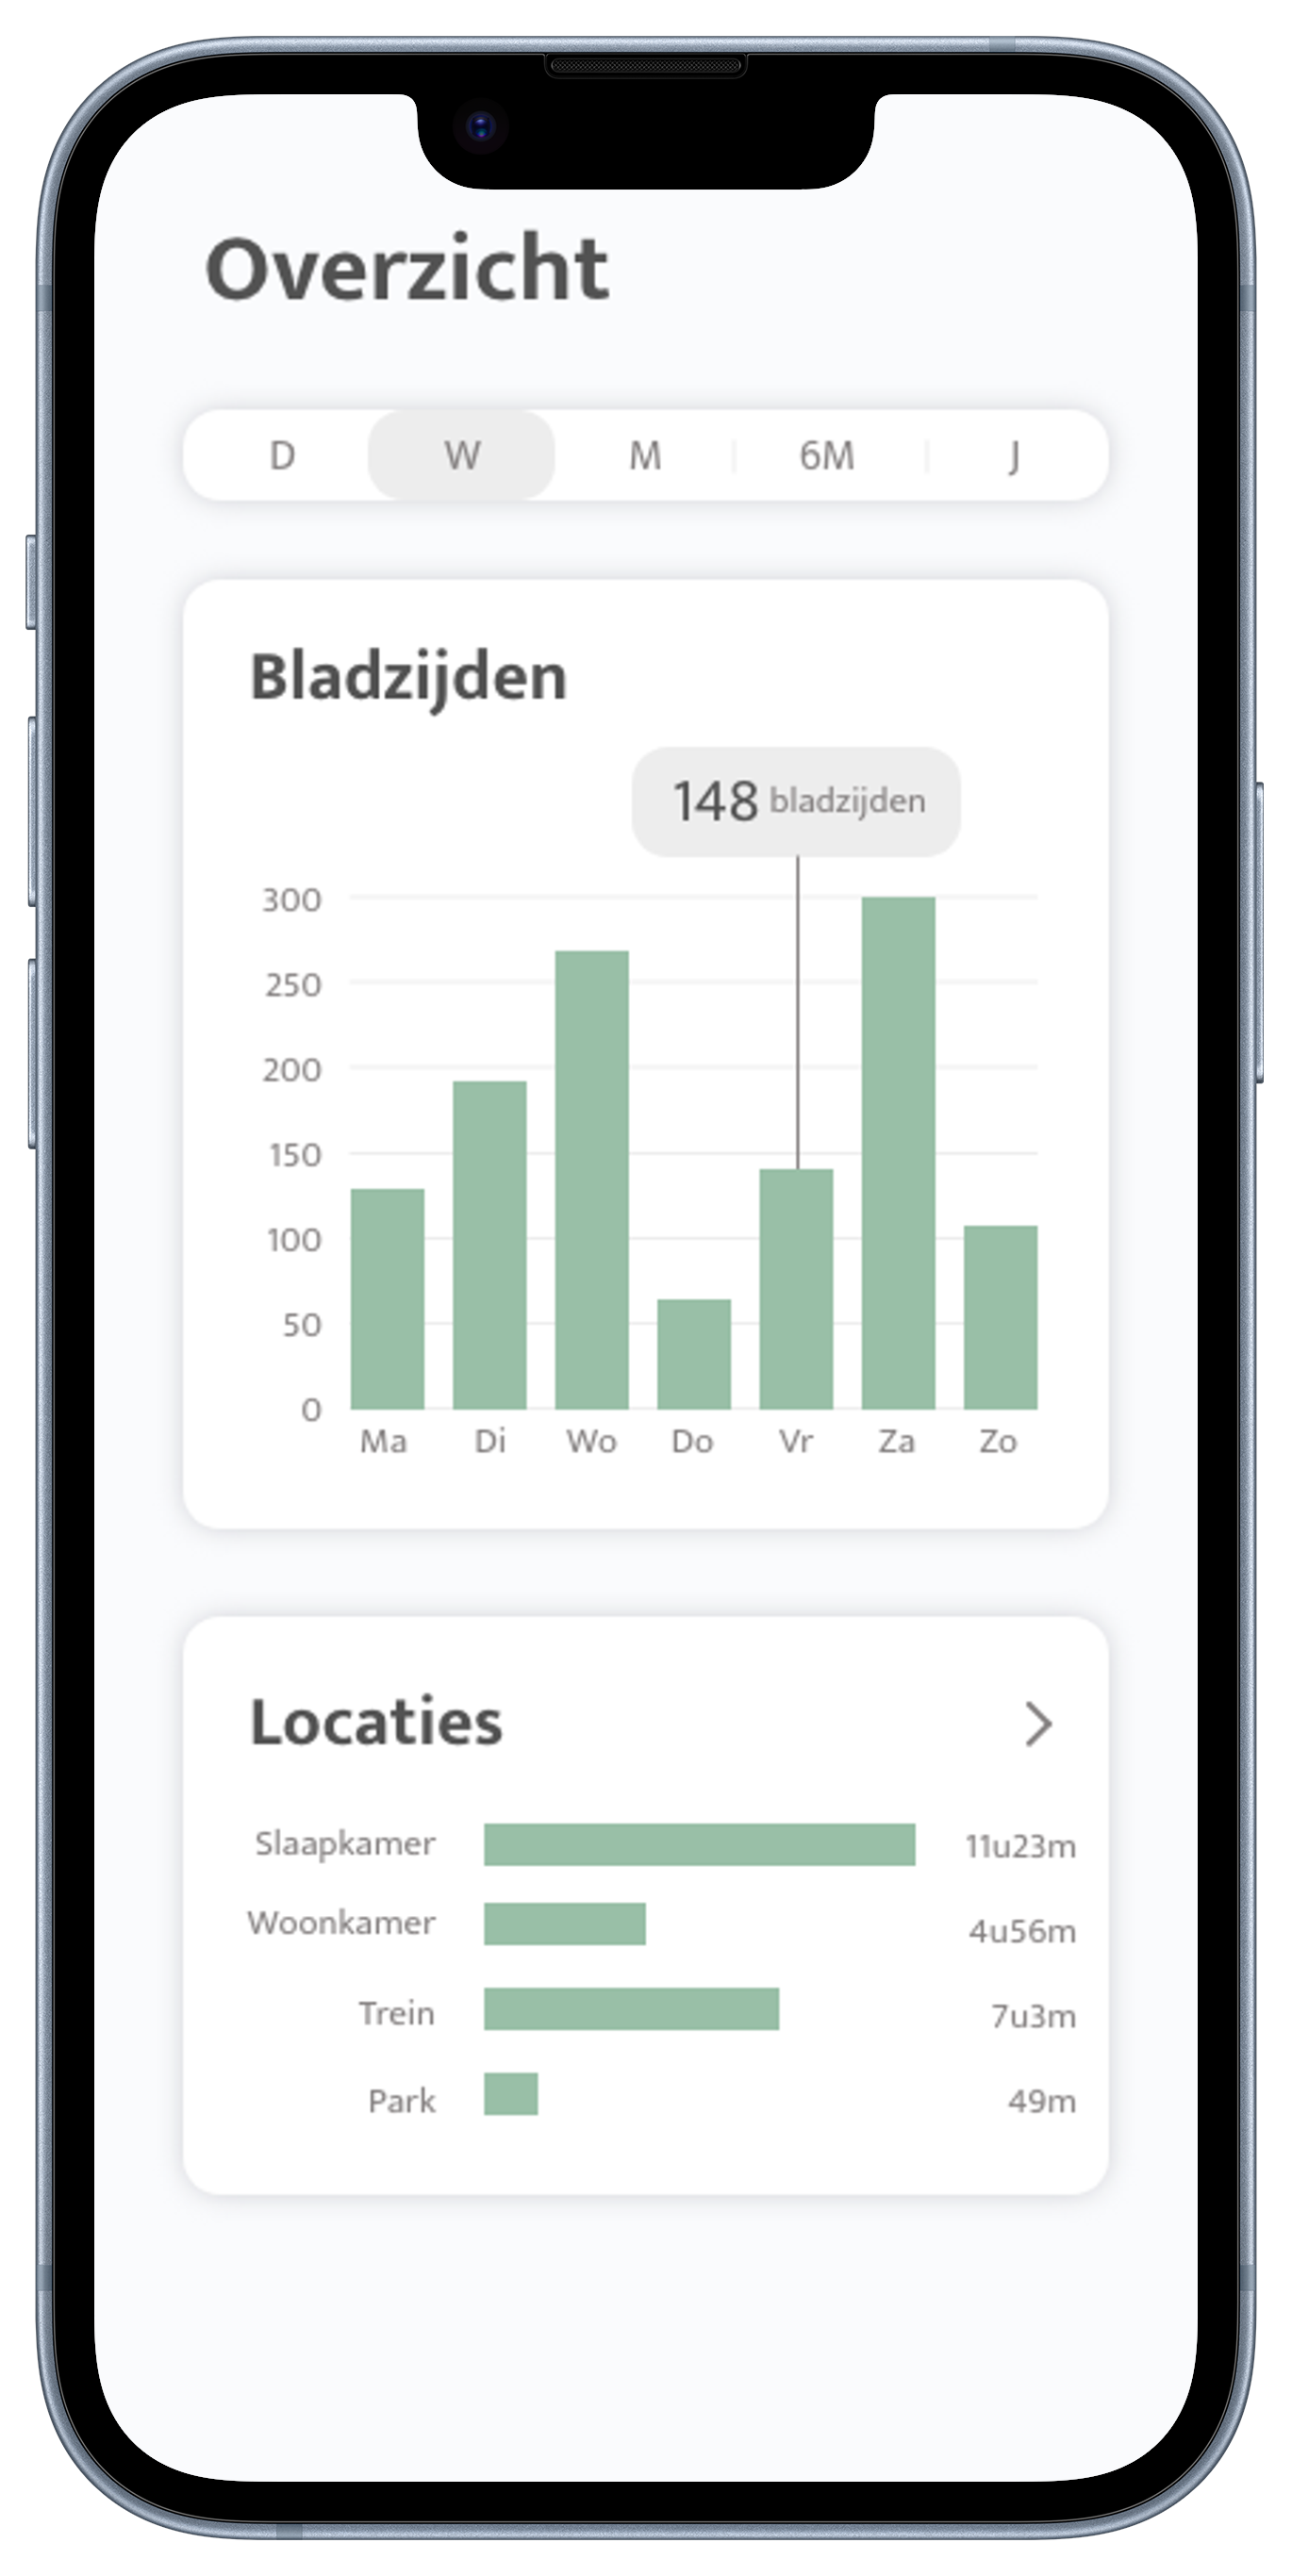 Overzicht
D W M 6M J
Bladzijden
148 bladzijden
300
250
200
150
100
50
0
Ma Di Wo Do Vr Za Zo
Locaties
Slaapkamer 11u23m
Woonkamer 4u56m
Trein 7u3m
Park 49m